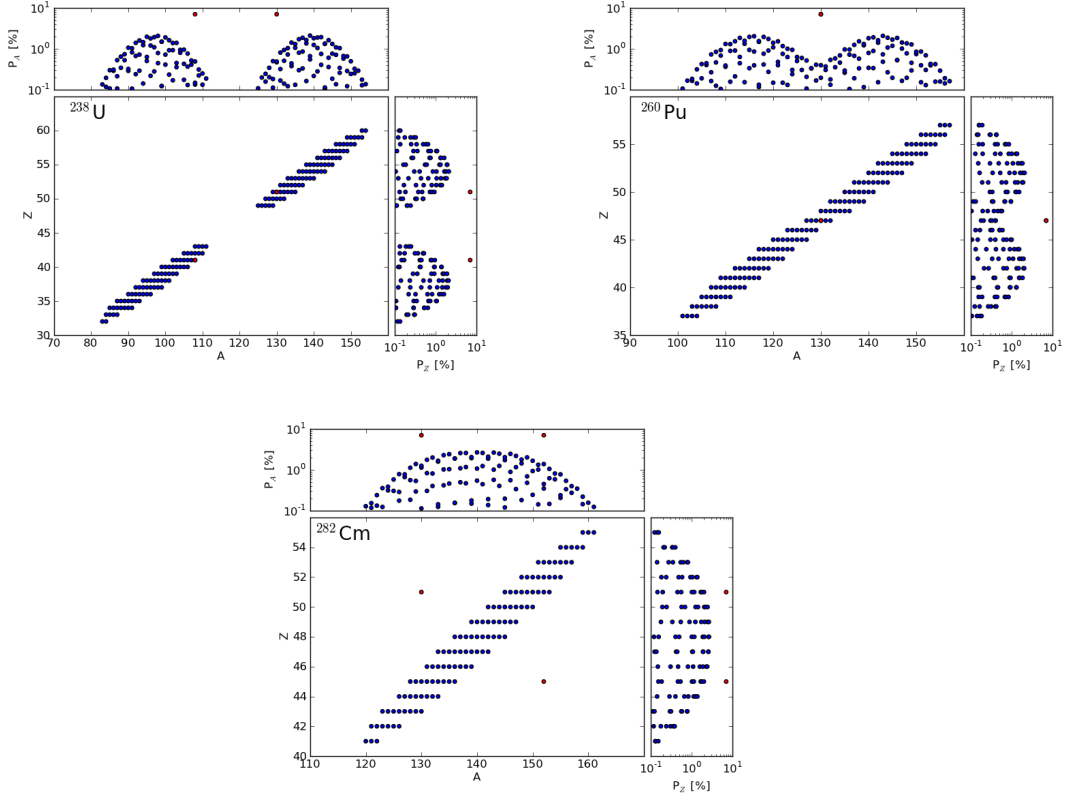 10¹
10⁰
10⁻¹
P_A [%]
²³⁸U
60
55
50
45
40
35
30
Z
70 80 90 100 110 120 130 140 150
A
10⁻¹ 10⁰ 10¹
P_Z [%]
10¹
10⁰
10⁻¹
P_A [%]
²⁶⁰Pu
55
50
45
40
35
Z
90 100 110 120 130 140 150
A
10⁻¹ 10⁰ 10¹
P_Z [%]
10¹
10⁰
10⁻¹
P_A [%]
²⁸²Cm
54
52
50
48
46
44
42
40
Z
110 120 130 140 150 160
A
10⁻¹ 10⁰ 10¹
P_Z [%]